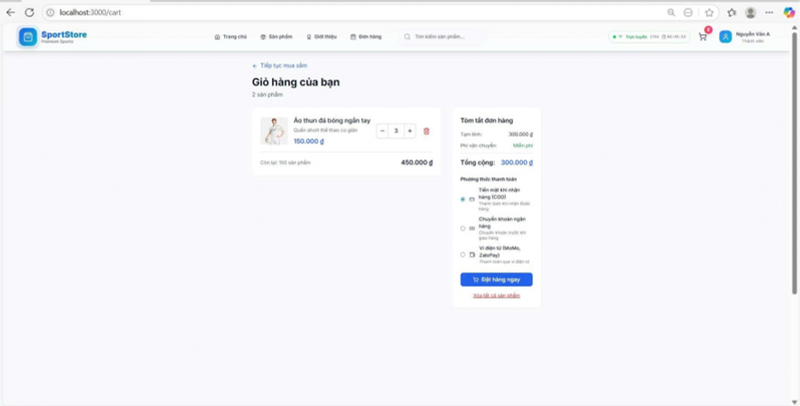 localhost:3000/cart
SportStore
Premium Sports
Trang chủ
Sản phẩm
Giới thiệu
Đơn hàng
Tìm kiếm sản phẩm...
Trực tuyến
2
Nguyễn Văn A
Thành viên
← Tiếp tục mua sắm
Giỏ hàng của bạn
2 sản phẩm
Áo thun đá bóng ngắn tay
Quần short thể thao co giãn
150.000 ₫
− 3 +
Còn lại: 150 sản phẩm
450.000 ₫
Tóm tắt đơn hàng
Tạm tính: 300.000 ₫
Phí vận chuyển: Miễn phí
Tổng cộng: 300.000 ₫
Phương thức thanh toán
Tiền mặt khi nhận
hàng (COD)
Thanh toán khi nhận được
hàng
Chuyển khoản ngân
hàng
Chuyển khoản trước khi
giao hàng
Ví điện tử (MoMo,
ZaloPay)
Thanh toán qua ví điện tử
Đặt hàng ngay
Xóa tất cả sản phẩm